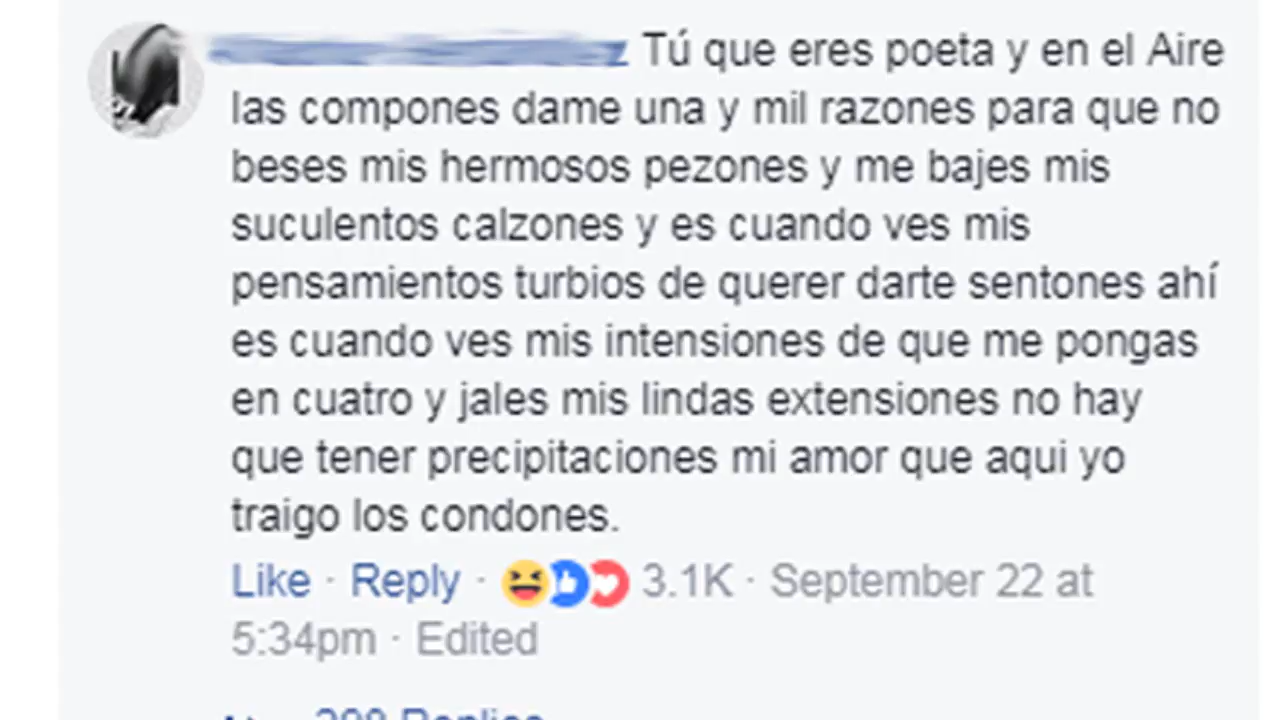 Tú que eres poeta y en el Aire
las compones dame una y mil razones para que no
beses mis hermosos pezones y me bajes mis
suculentos calzones y es cuando ves mis
pensamientos turbios de querer darte sentones ahí
es cuando ves mis intensiones de que me pongas
en cuatro y jales mis lindas extensiones no hay
que tener precipitaciones mi amor que aqui yo
traigo los condones.
Like · Reply · 3.1K · September 22 at
5:34pm · Edited
Replies